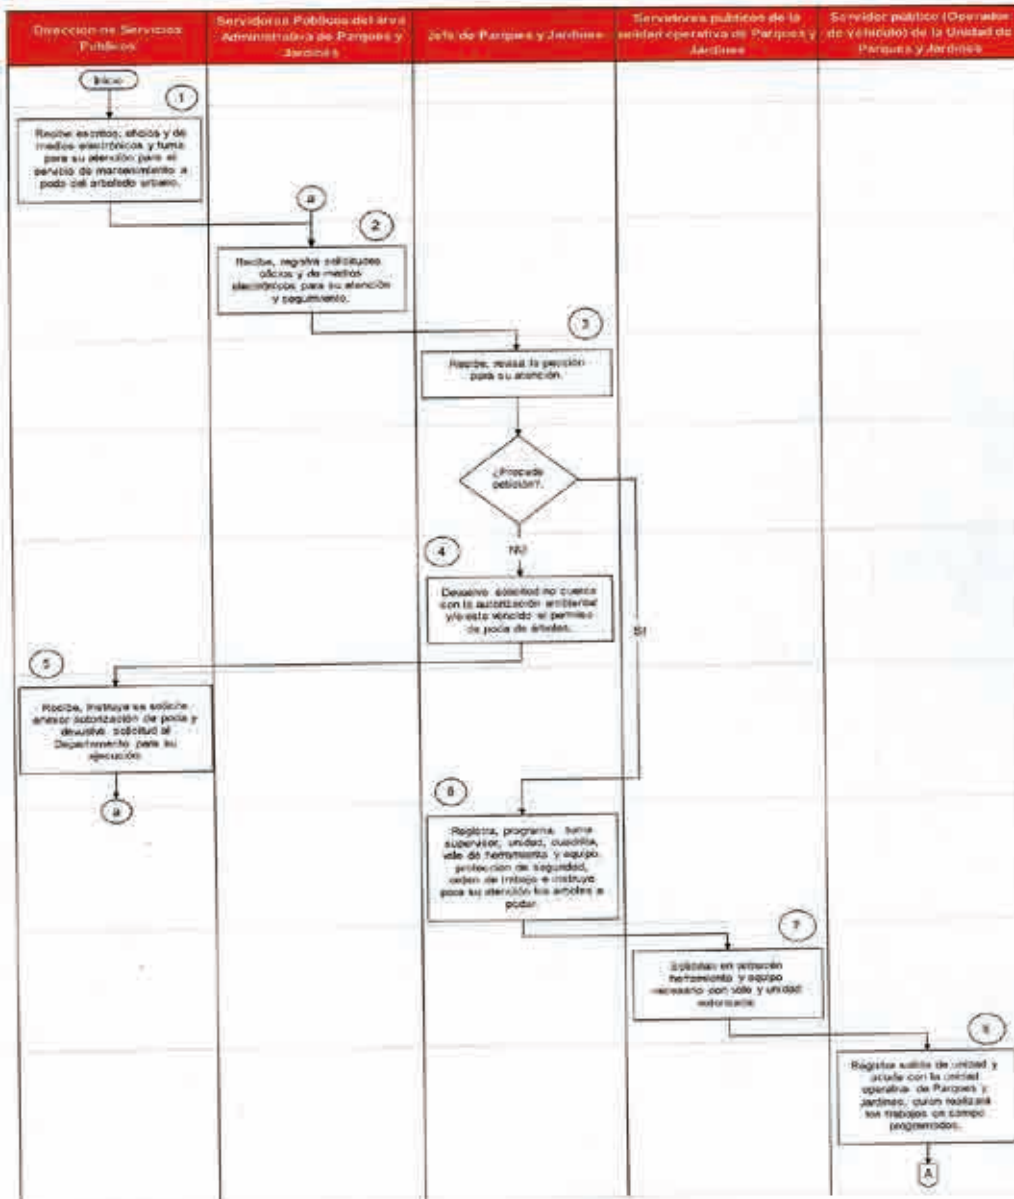 Dirección de Servicios
Públicos
Servidores Públicos del área
Administrativa de Parques y
Jardines
Jefe de Parques y Jardines
Servidores públicos de la
unidad operativa de Parques y
Jardines
Servidor público (Operador
de vehículo) de la Unidad de
Parques y Jardines
Inicio
1
Recibe escritos, oficios y de
medios electrónicos y turna
para su atención para el
servicio de mantenimiento a
poda del arbolado urbano.
a
2
Recibe, registra solicitudes
oficios y de medios
electrónicos para su atención
y seguimiento.
3
Recibe, revisa la petición
para su atención.
¿Procede
petición?.
NO
SI
4
Devuelve solicitud no cuenta
con la autorización ambiental
y/o este vencido el permiso
de poda de árboles.
5
Recibe, instruye se solicite
anexar autorización de poda y
devuelve solicitud al
Departamento para su
ejecución.
a
6
Registra, programa, turna
supervisor, unidad, cuadrilla,
vale de herramienta y equipo,
protección de seguridad,
orden de trabajo e instruye
para su atención los arboles a
podar.
7
Solicitan en almacén
herramienta y equipo
necesario con vale y unidad
autorizada.
Registra salida de unidad y
acude con la unidad
operativa de Parques y
Jardines, quien realizará
los trabajos en campo
programados.
A